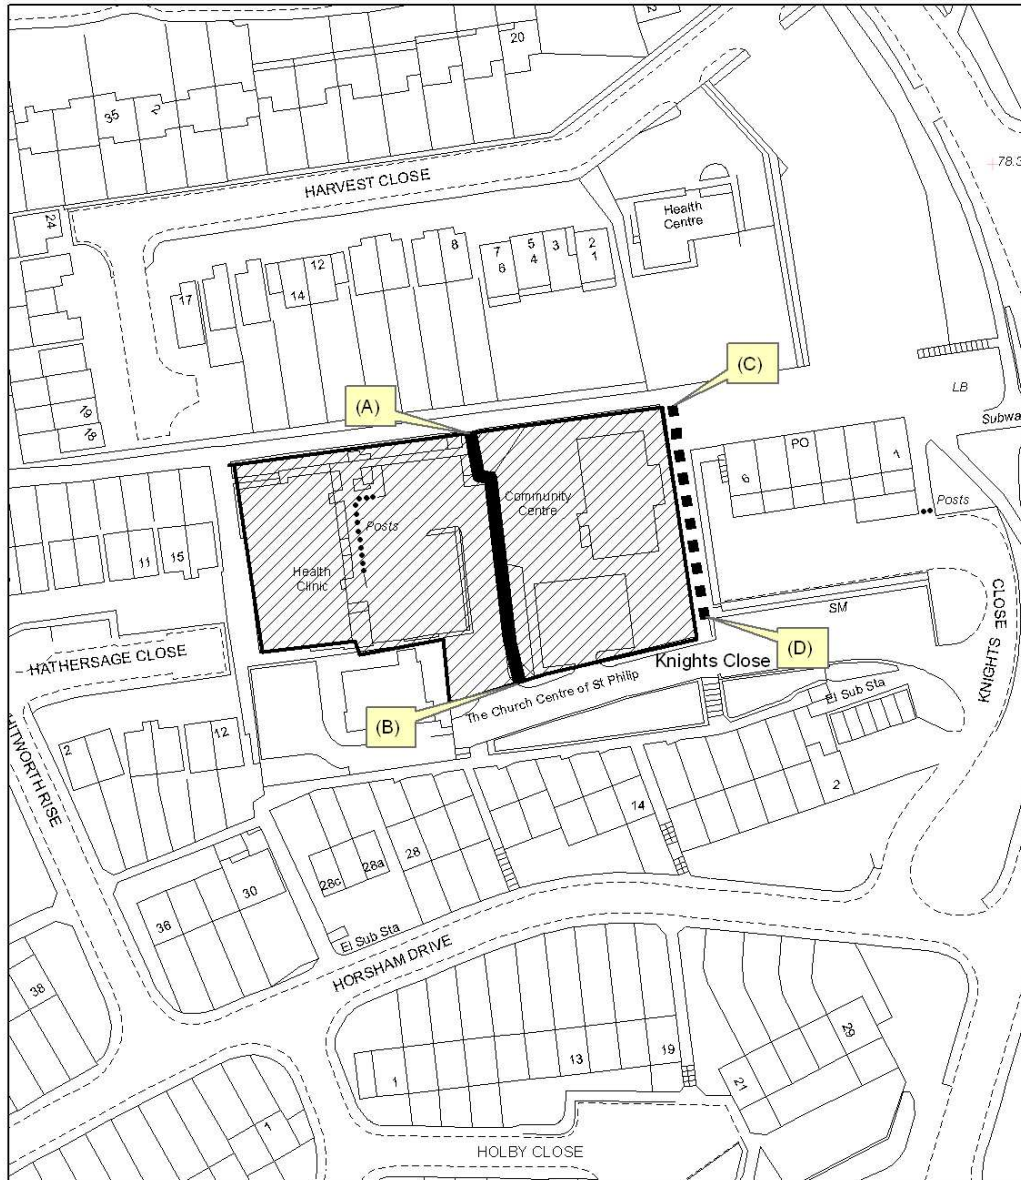 20
35
2
HARVEST CLOSE
78.3
Health
Centre
24
8
7
6
5
4
3
2
1
12
14
17
(C)
(A)
LB
19
18
Subwa
PO
6
1
Posts
Community
Centre
Posts
11
15
Health
Clinic
CLOSE
KNIGHTS
SM
(D)
HATHERSAGE CLOSE
Knights Close
The Church Centre of St Philip
El Sub Sta
(B)
2
12
WHITWORTH RISE
14
2
28
28a
28c
30
36
El Sub Sta
HORSHAM DRIVE
38
29
19
13
1
21
1
HOLBY CLOSE